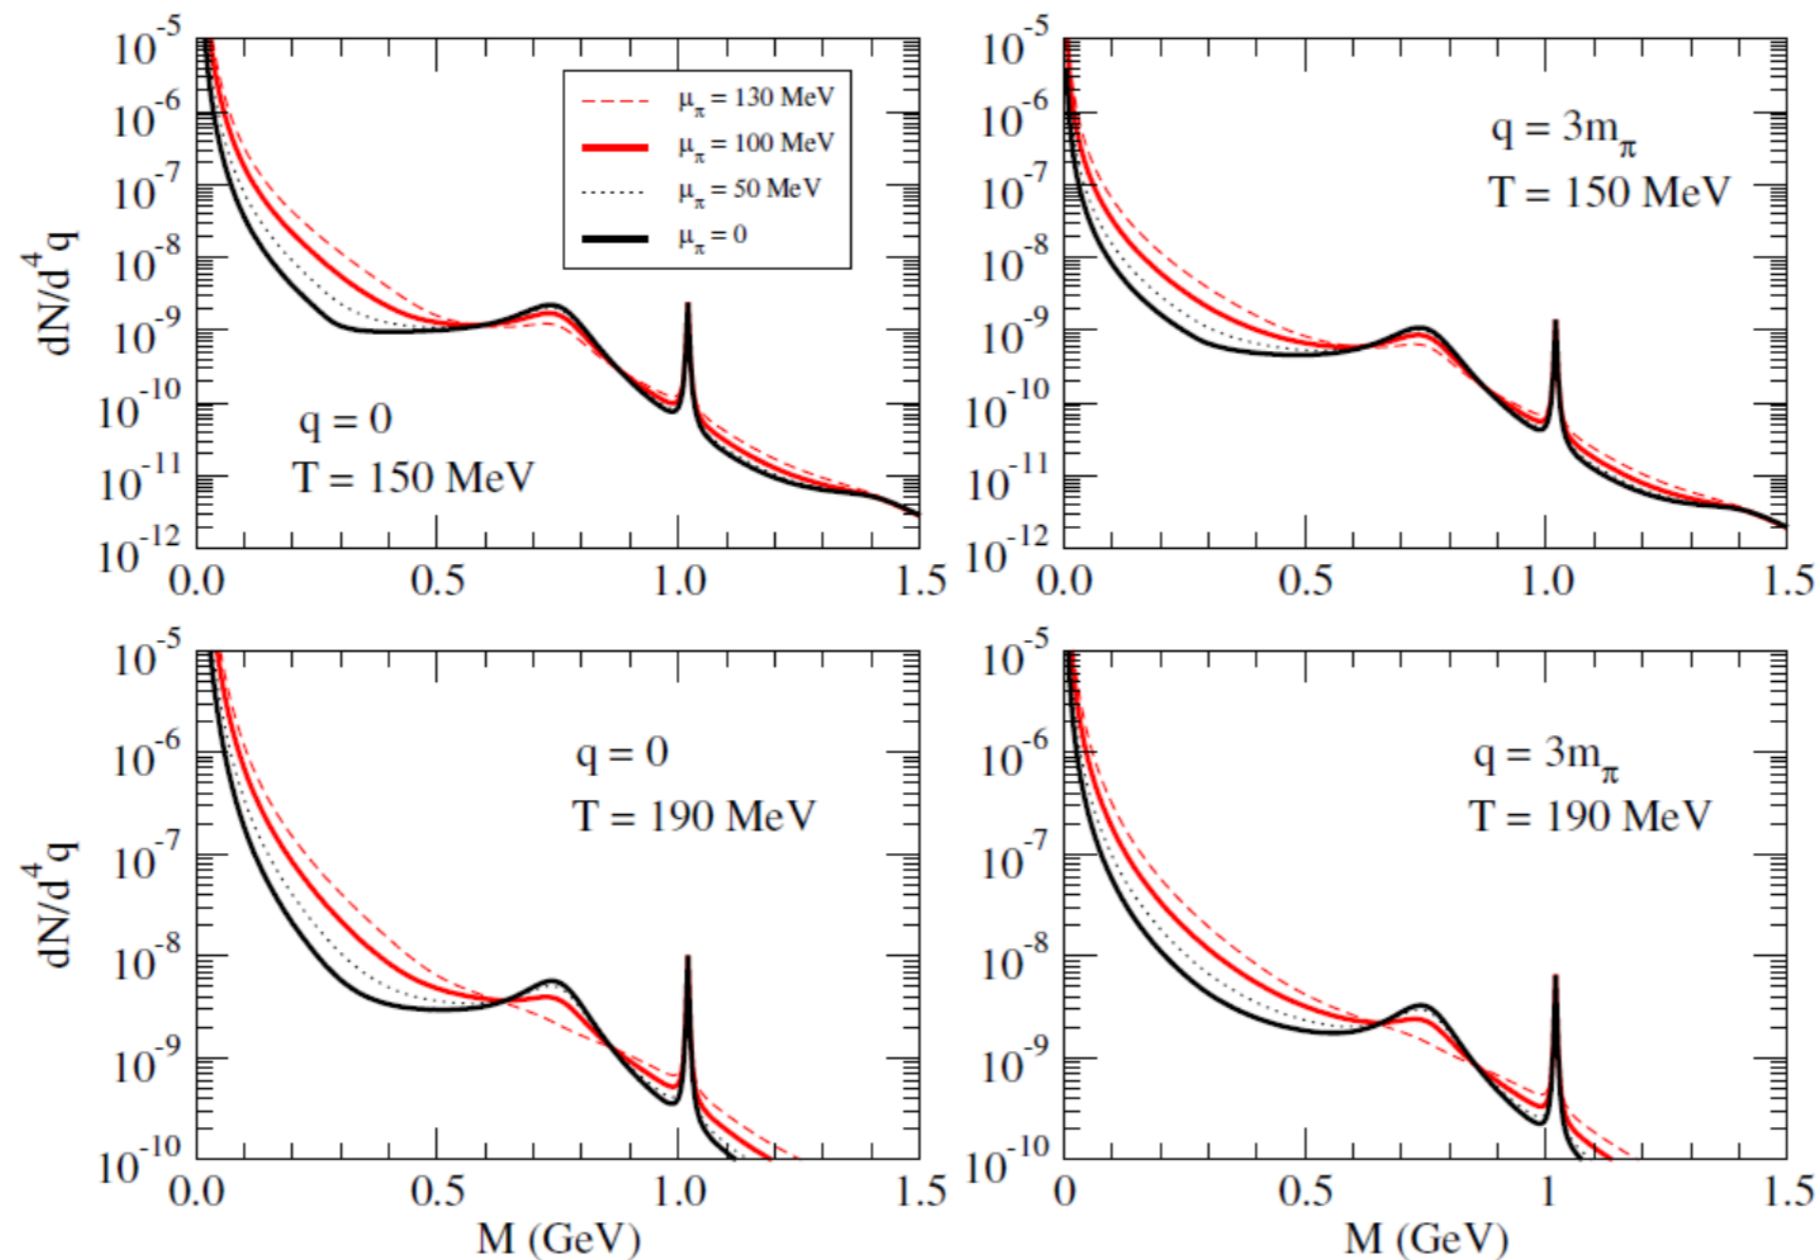 10^-5
10^-6
10^-7
10^-8
10^-9
10^-10
10^-11
10^-12
dN/d^4q
μ_π = 130 MeV
μ_π = 100 MeV
μ_π = 50 MeV
μ_π = 0
q = 0
T = 150 MeV
0.0 0.5 1.0 1.5
10^-5
10^-6
10^-7
10^-8
10^-9
10^-10
10^-11
10^-12
q = 3m_π
T = 150 MeV
0.0 0.5 1.0 1.5
10^-5
10^-6
10^-7
10^-8
10^-9
10^-10
dN/d^4q
q = 0
T = 190 MeV
0.0 0.5 1.0 1.5
M (GeV)
10^-5
10^-6
10^-7
10^-8
10^-9
10^-10
q = 3m_π
T = 190 MeV
0 0.5 1 1.5
M (GeV)